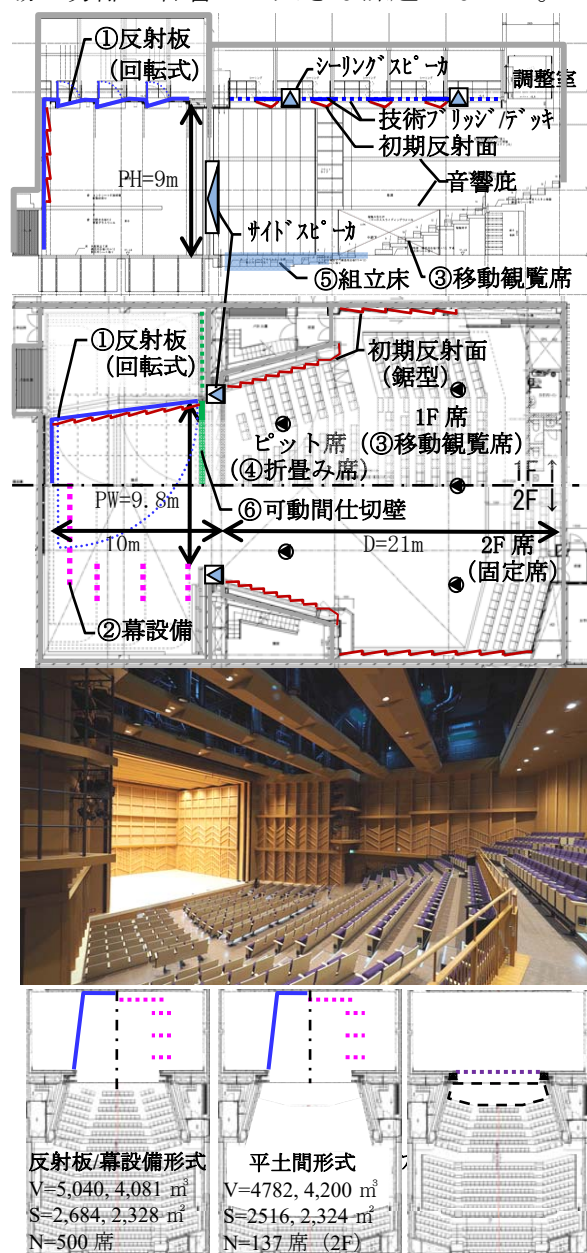 ①反射板
(回転式)
シーリングスピーカ
調整室
技術ブリッジ/デッキ
初期反射面
PH=9m
音響庇
サイドスピーカ
⑤組立床
③移動観覧席
①反射板
(回転式)
初期反射面
(鋸型)
1F 席
(③移動観覧席)
ピット席
(④折畳み席)
1F ↑
2F ↓
PW=9.8m
⑥可動間仕切壁
10m
D=21m
2F 席
(固定席)
②幕設備
反射板/幕設備形式
V=5,040, 4,081 m³
S=2,684, 2,328 m²
N=500 席
平土間形式
V=4782, 4,200 m³
S=2516, 2,324 m²
N=137 席 (2F)